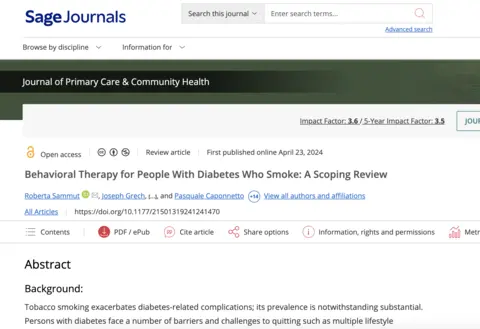 Sage Journals
Search this journal Enter search terms...
Advanced search
Browse by discipline Information for
Journal of Primary Care & Community Health
Impact Factor: 3.6 / 5-Year Impact Factor: 3.5 JOUR
Open access Review article First published online April 23, 2024
Behavioral Therapy for People With Diabetes Who Smoke: A Scoping Review
Roberta Sammut iD, Joseph Grech, [...], and Pasquale Caponnetto +14 View all authors and affiliations
All Articles https://doi.org/10.1177/21501319241241470
Contents PDF / ePub Cite article Share options Information, rights and permissions Metr
Abstract
Background:
Tobacco smoking exacerbates diabetes-related complications; its prevalence is notwithstanding substantial.
Persons with diabetes face a number of barriers and challenges to quitting such as multiple lifestyle